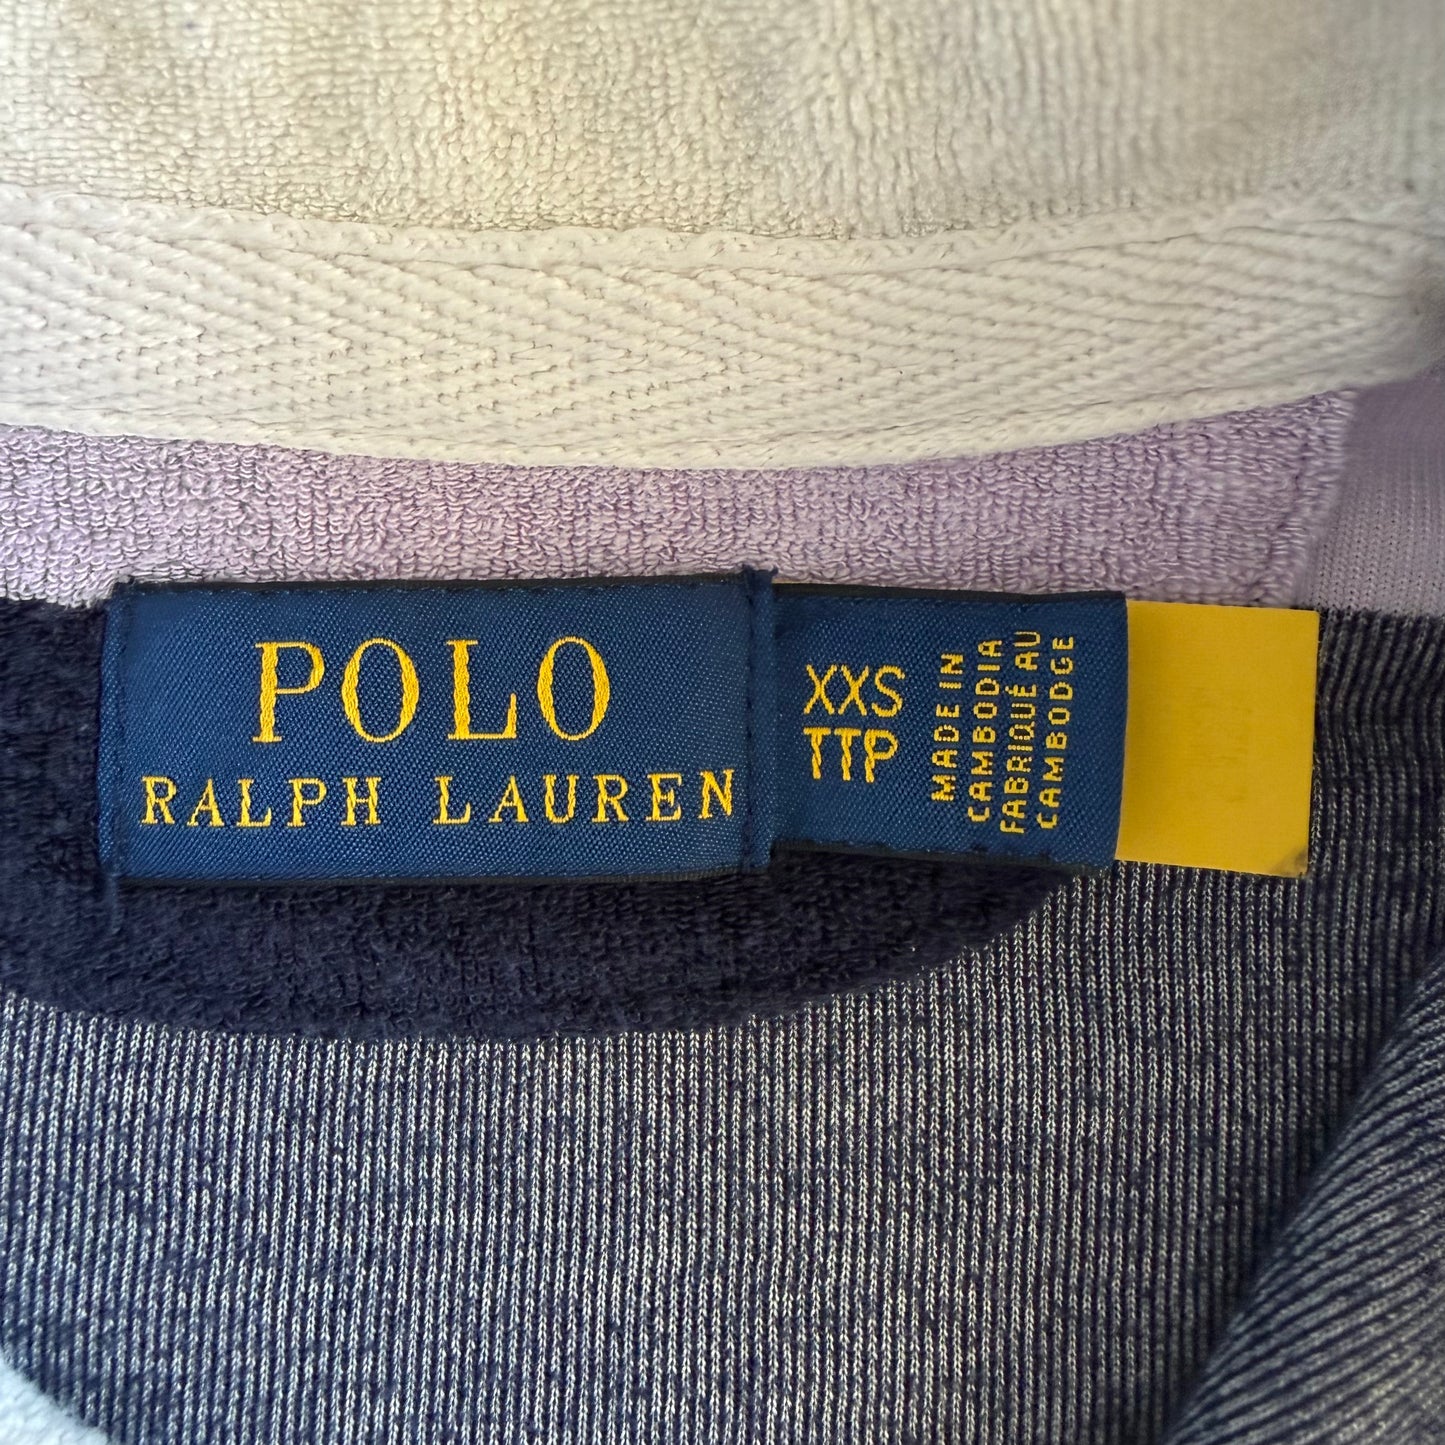 POLO
RALPH LAUREN
XXS
TTP
MADE IN
CAMBODIA
FABRIQUÉ AU
CAMBODGE